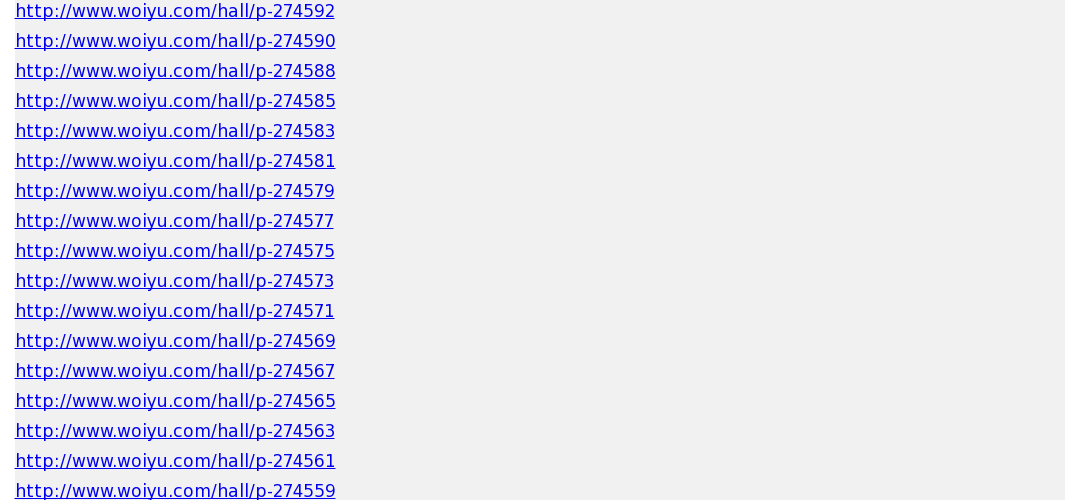 http://www.woiyu.com/hall/p-274592
http://www.woiyu.com/hall/p-274590
http://www.woiyu.com/hall/p-274588
http://www.woiyu.com/hall/p-274585
http://www.woiyu.com/hall/p-274583
http://www.woiyu.com/hall/p-274581
http://www.woiyu.com/hall/p-274579
http://www.woiyu.com/hall/p-274577
http://www.woiyu.com/hall/p-274575
http://www.woiyu.com/hall/p-274573
http://www.woiyu.com/hall/p-274571
http://www.woiyu.com/hall/p-274569
http://www.woiyu.com/hall/p-274567
http://www.woiyu.com/hall/p-274565
http://www.woiyu.com/hall/p-274563
http://www.woiyu.com/hall/p-274561
http://www.woiyu.com/hall/p-274559